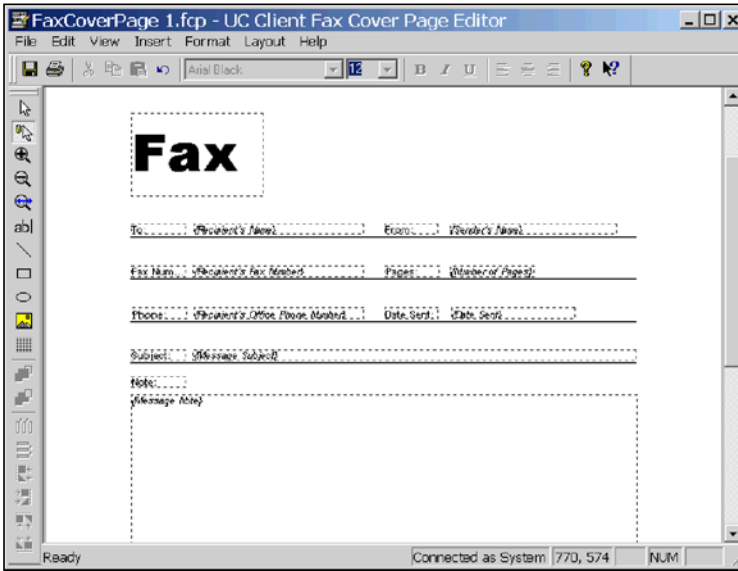 FaxCoverPage 1.fcp - UC Client Fax Cover Page Editor
File Edit View Insert Format Layout Help
Arial Black 12 B I U
ab|
Fax
To: {Recipient's Name} From: {Sender's Name}
Fax Num.: {Recipient's Fax Number} Pages: {Number of Pages}
Phone: {Recipient's Office Phone Number} Date Sent: {Date Sent}
Subject: {Message Subject}
Note:
{Message Note}
Ready Connected as System 770, 574 NUM